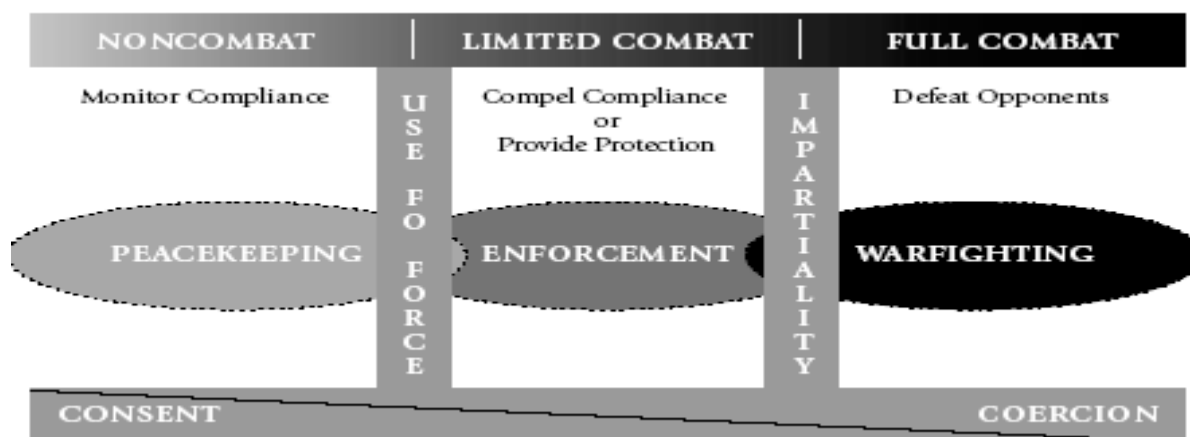 NONCOMBAT LIMITED COMBAT FULL COMBAT
Monitor Compliance
Compel Compliance
or
Provide Protection
Defeat Opponents
USE FO FORCE
IMPARTIALITY
PEACEKEEPING ENFORCEMENT WARFIGHTING
CONSENT COERCION